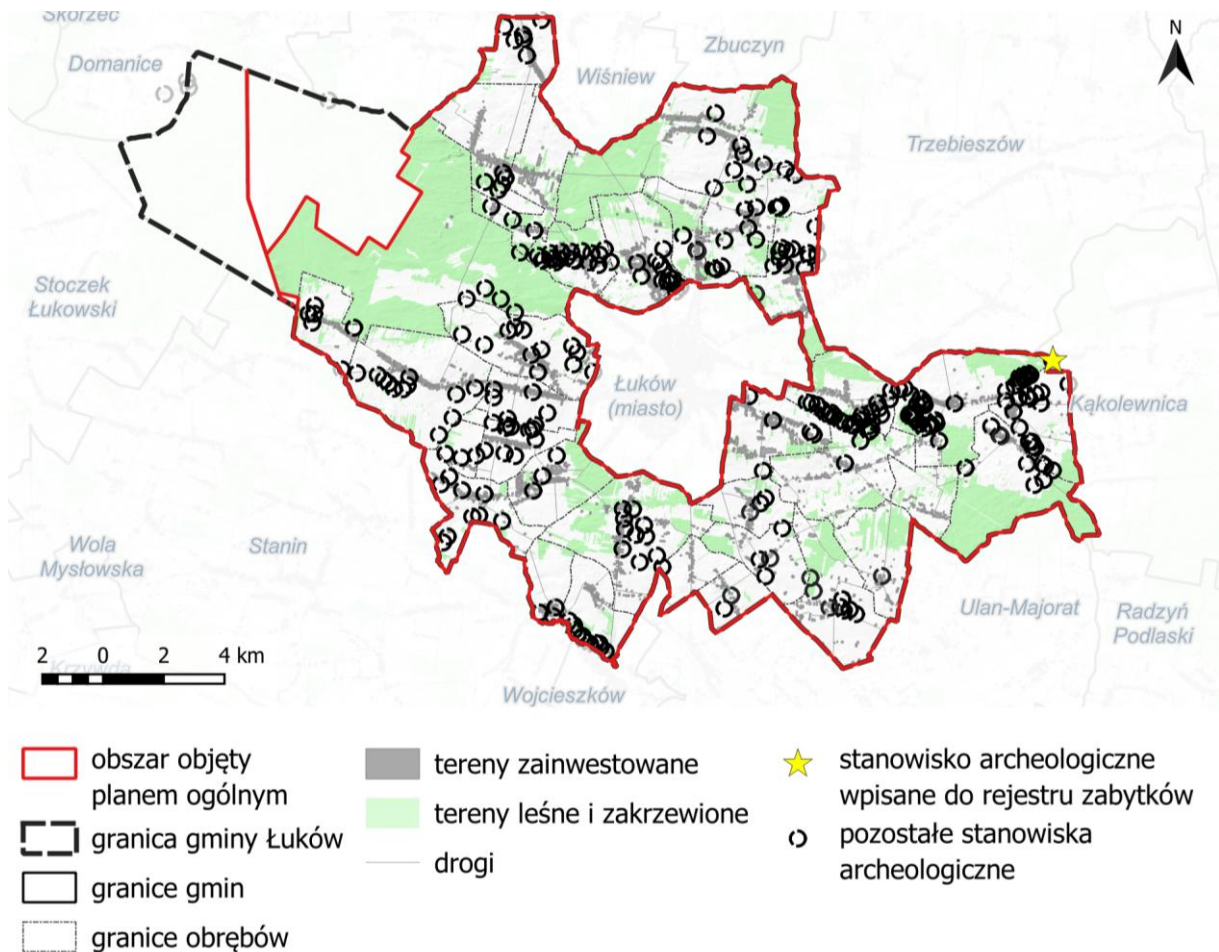 Skórzec
Zbuczyn
N
Domanice
Wiśniew
Trzebieszów
Stoczek
Łukowski
Łuków
(miasto)
Kąkolewnica
Wola
Mysłowska
Stanin
Ulan-Majorat
Radzyń
Podlaski
2 0 2 4 km
Krzywda
Wojcieszków
obszar objęty
planem ogólnym
granica gminy Łuków
granice gmin
granice obrębów
tereny zainwestowane
tereny leśne i zakrzewione
drogi
stanowisko archeologiczne
wpisane do rejestru zabytków
pozostałe stanowiska
archeologiczne